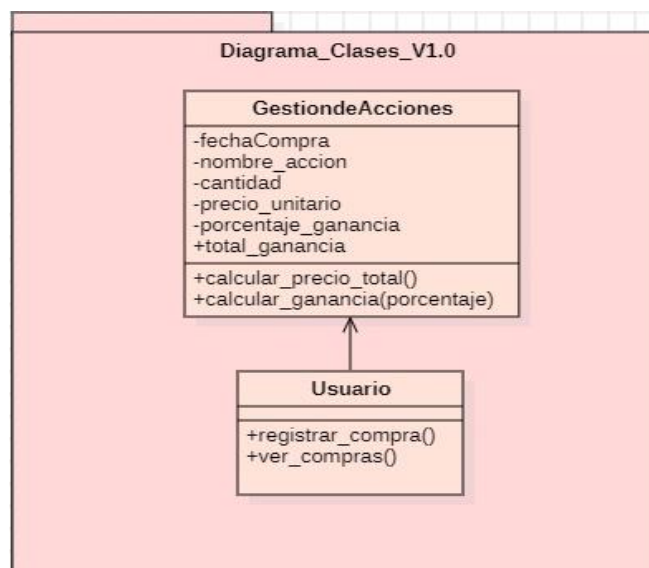 Diagrama_Clases_V1.0
GestiondeAcciones
-fechaCompra
-nombre_accion
-cantidad
-precio_unitario
-porcentaje_ganancia
+total_ganancia
+calcular_precio_total()
+calcular_ganancia(porcentaje)
Usuario
+registrar_compra()
+ver_compras()